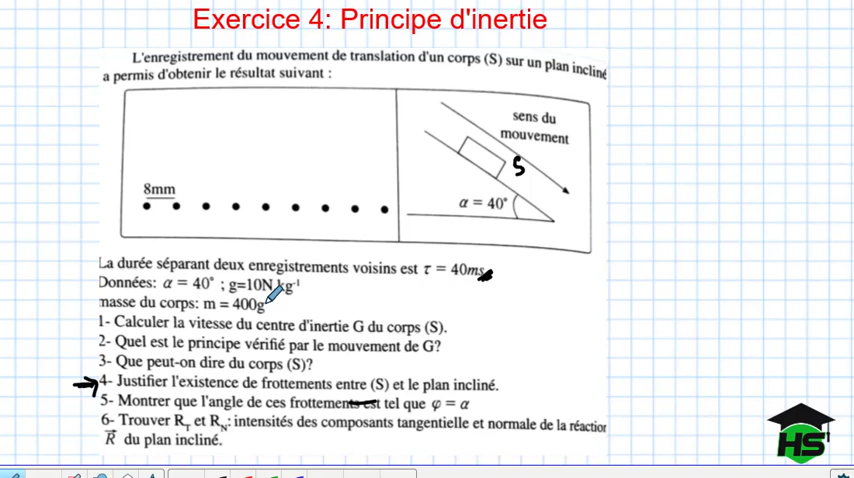 Exercice 4: Principe d'inertie
L'enregistrement du mouvement de translation d'un corps (S) sur un plan incliné
a permis d'obtenir le résultat suivant :
sens du
mouvement
S
8mm
α = 40°
La durée séparant deux enregistrements voisins est τ = 40ms
Données: α = 40° ; g=10N.kg⁻¹
masse du corps: m = 400g
1- Calculer la vitesse du centre d'inertie G du corps (S).
2- Quel est le principe vérifié par le mouvement de G?
3- Que peut-on dire du corps (S)?
4- Justifier l'existence de frottements entre (S) et le plan incliné.
5- Montrer que l'angle de ces frottements est tel que φ = α
6- Trouver R_T et R_N: intensités des composants tangentielle et normale de la réaction
R⃗ du plan incliné.
HS